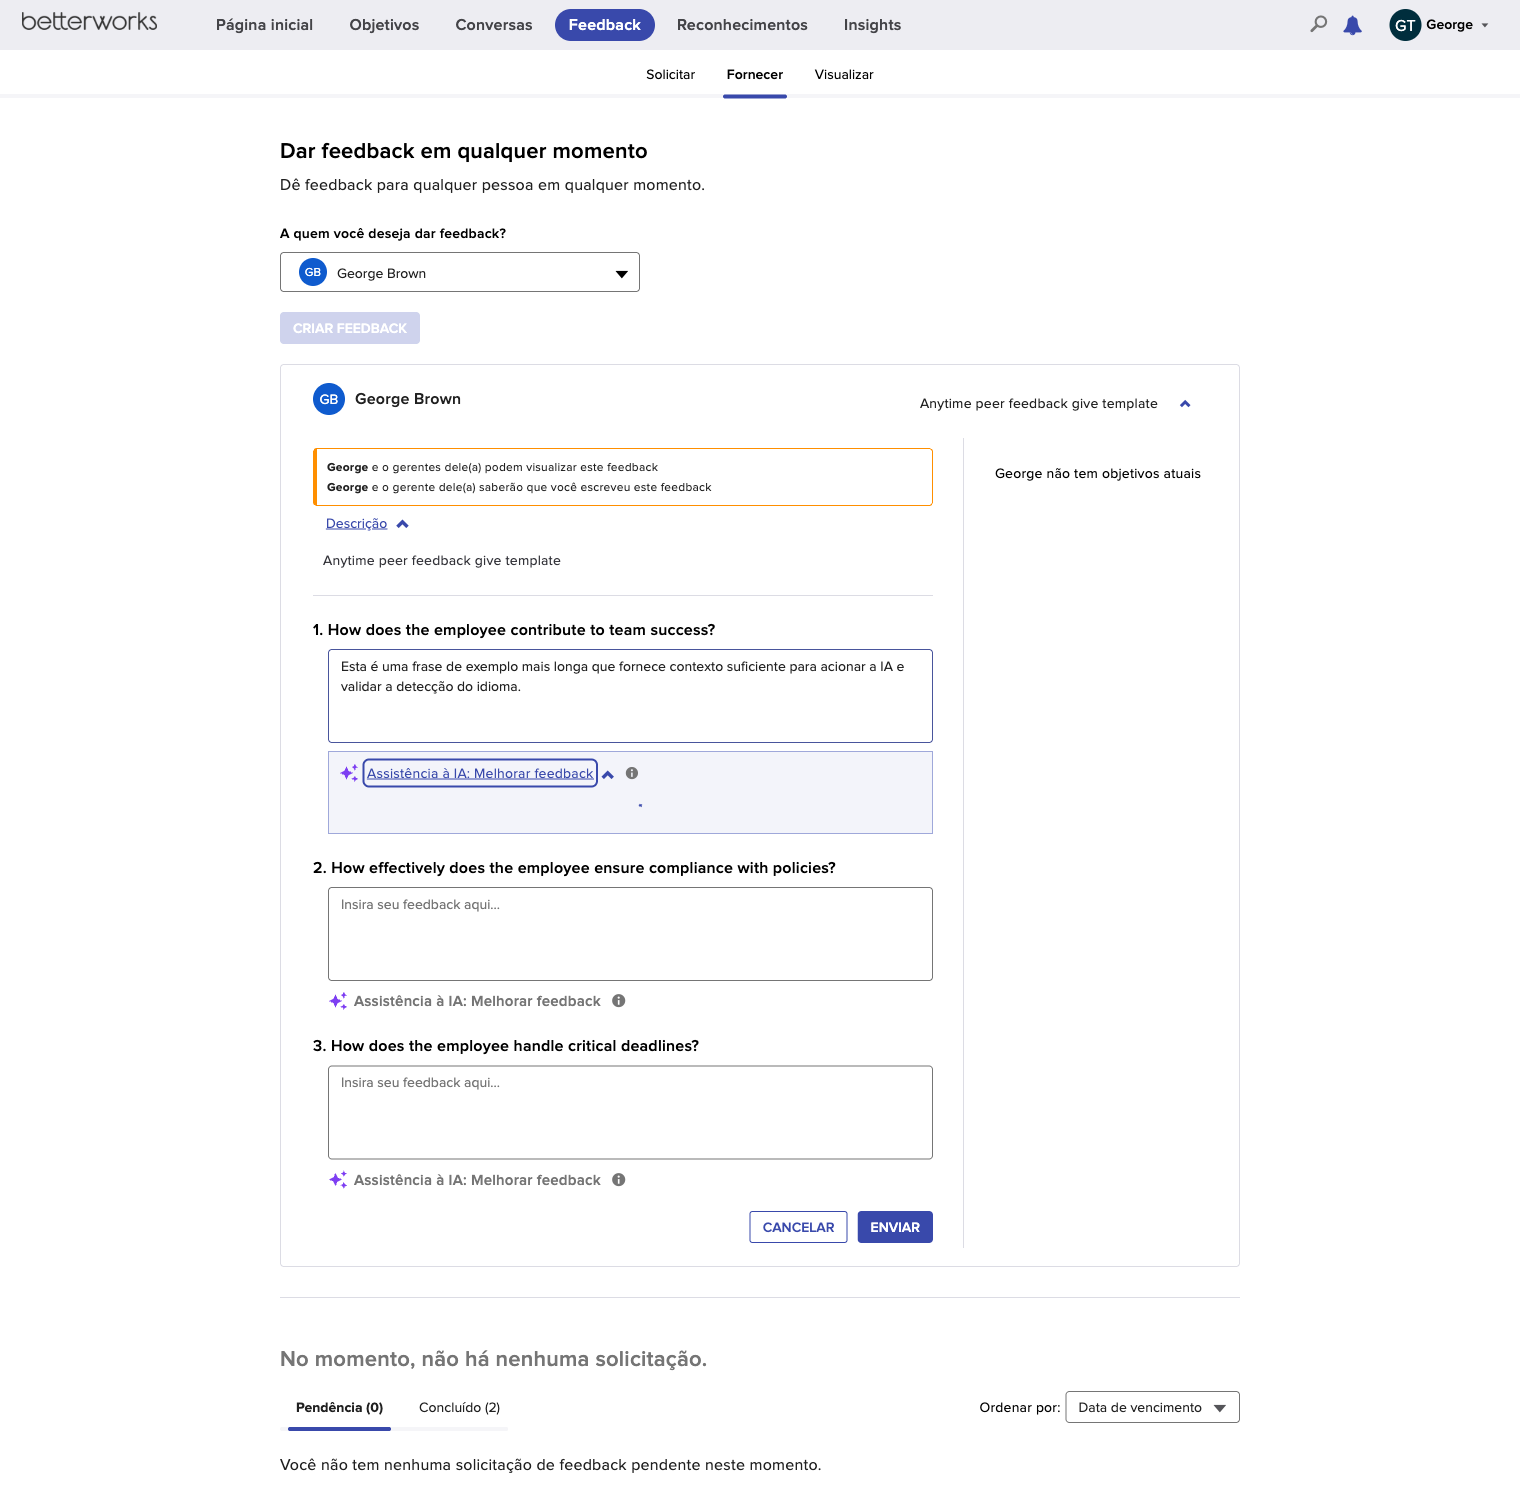 betterworks
Página inicial
Objetivos
Conversas
Feedback
Reconhecimentos
Insights
GT
George
Solicitar
Fornecer
Visualizar
Dar feedback em qualquer momento
Dê feedback para qualquer pessoa em qualquer momento.
A quem você deseja dar feedback?
GB
George Brown
CRIAR FEEDBACK
GB
George Brown
Anytime peer feedback give template
George e o gerentes dele(a) podem visualizar este feedback
George e o gerente dele(a) saberão que você escreveu este feedback
George não tem objetivos atuais
Descrição
Anytime peer feedback give template
1. How does the employee contribute to team success?
Esta é uma frase de exemplo mais longa que fornece contexto suficiente para acionar a IA e
validar a detecção do idioma.
Assistência à IA: Melhorar feedback
2. How effectively does the employee ensure compliance with policies?
Insira seu feedback aqui...
Assistência à IA: Melhorar feedback
3. How does the employee handle critical deadlines?
Insira seu feedback aqui...
Assistência à IA: Melhorar feedback
CANCELAR
ENVIAR
No momento, não há nenhuma solicitação.
Pendência (0)
Concluído (2)
Ordenar por:
Data de vencimento
Você não tem nenhuma solicitação de feedback pendente neste momento.